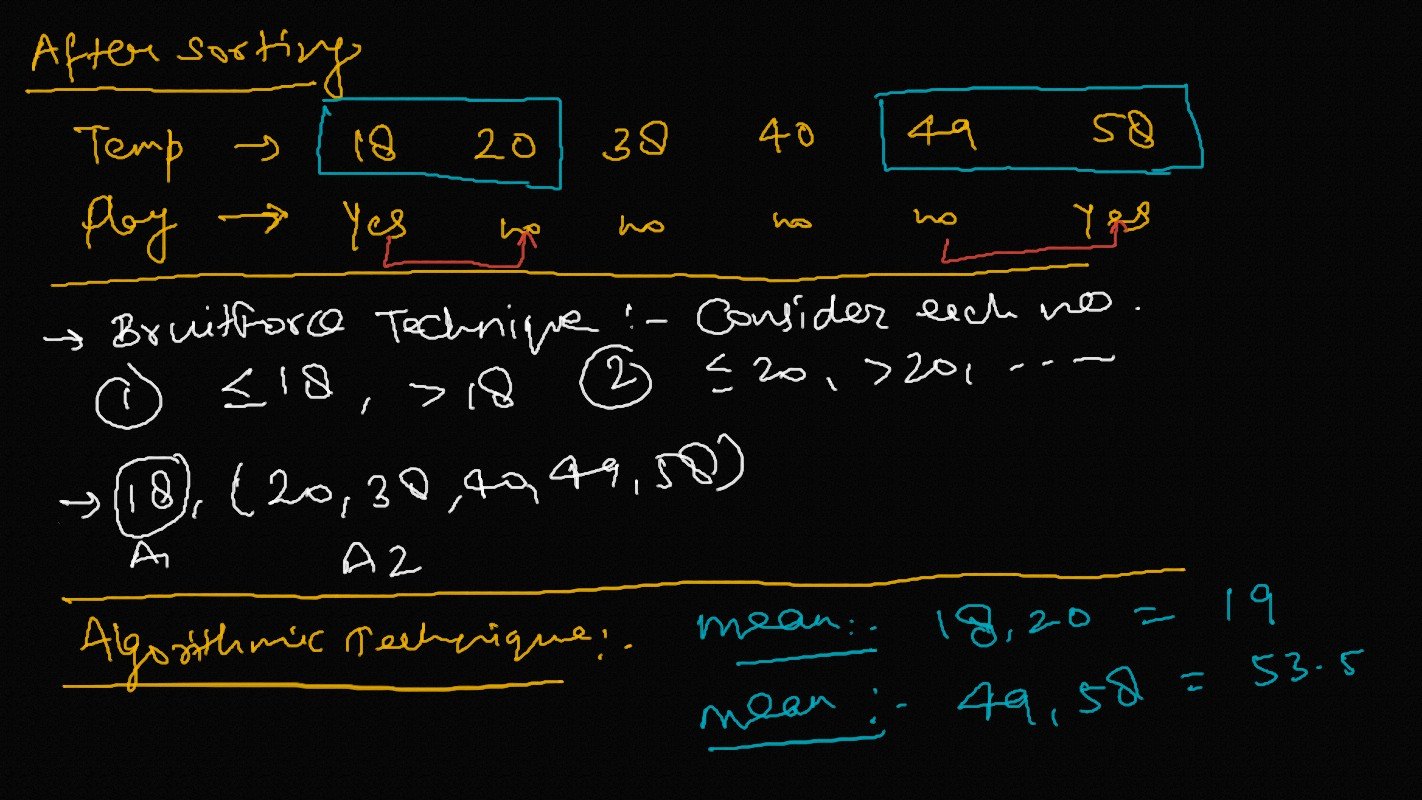 After sorting
Temp → 18 20 38 40 49 58
Play → Yes no no no no Yes
→ Bruitforce Technique :- Consider each no.
① ≤ 18, > 18 ② ≤ 20, > 20, ----
→ 18, (20, 38, 40, 49, 58)
A1 A2
Algorithmic Technique :-
mean :- 18, 20 = 19
mean :- 49, 58 = 53.5